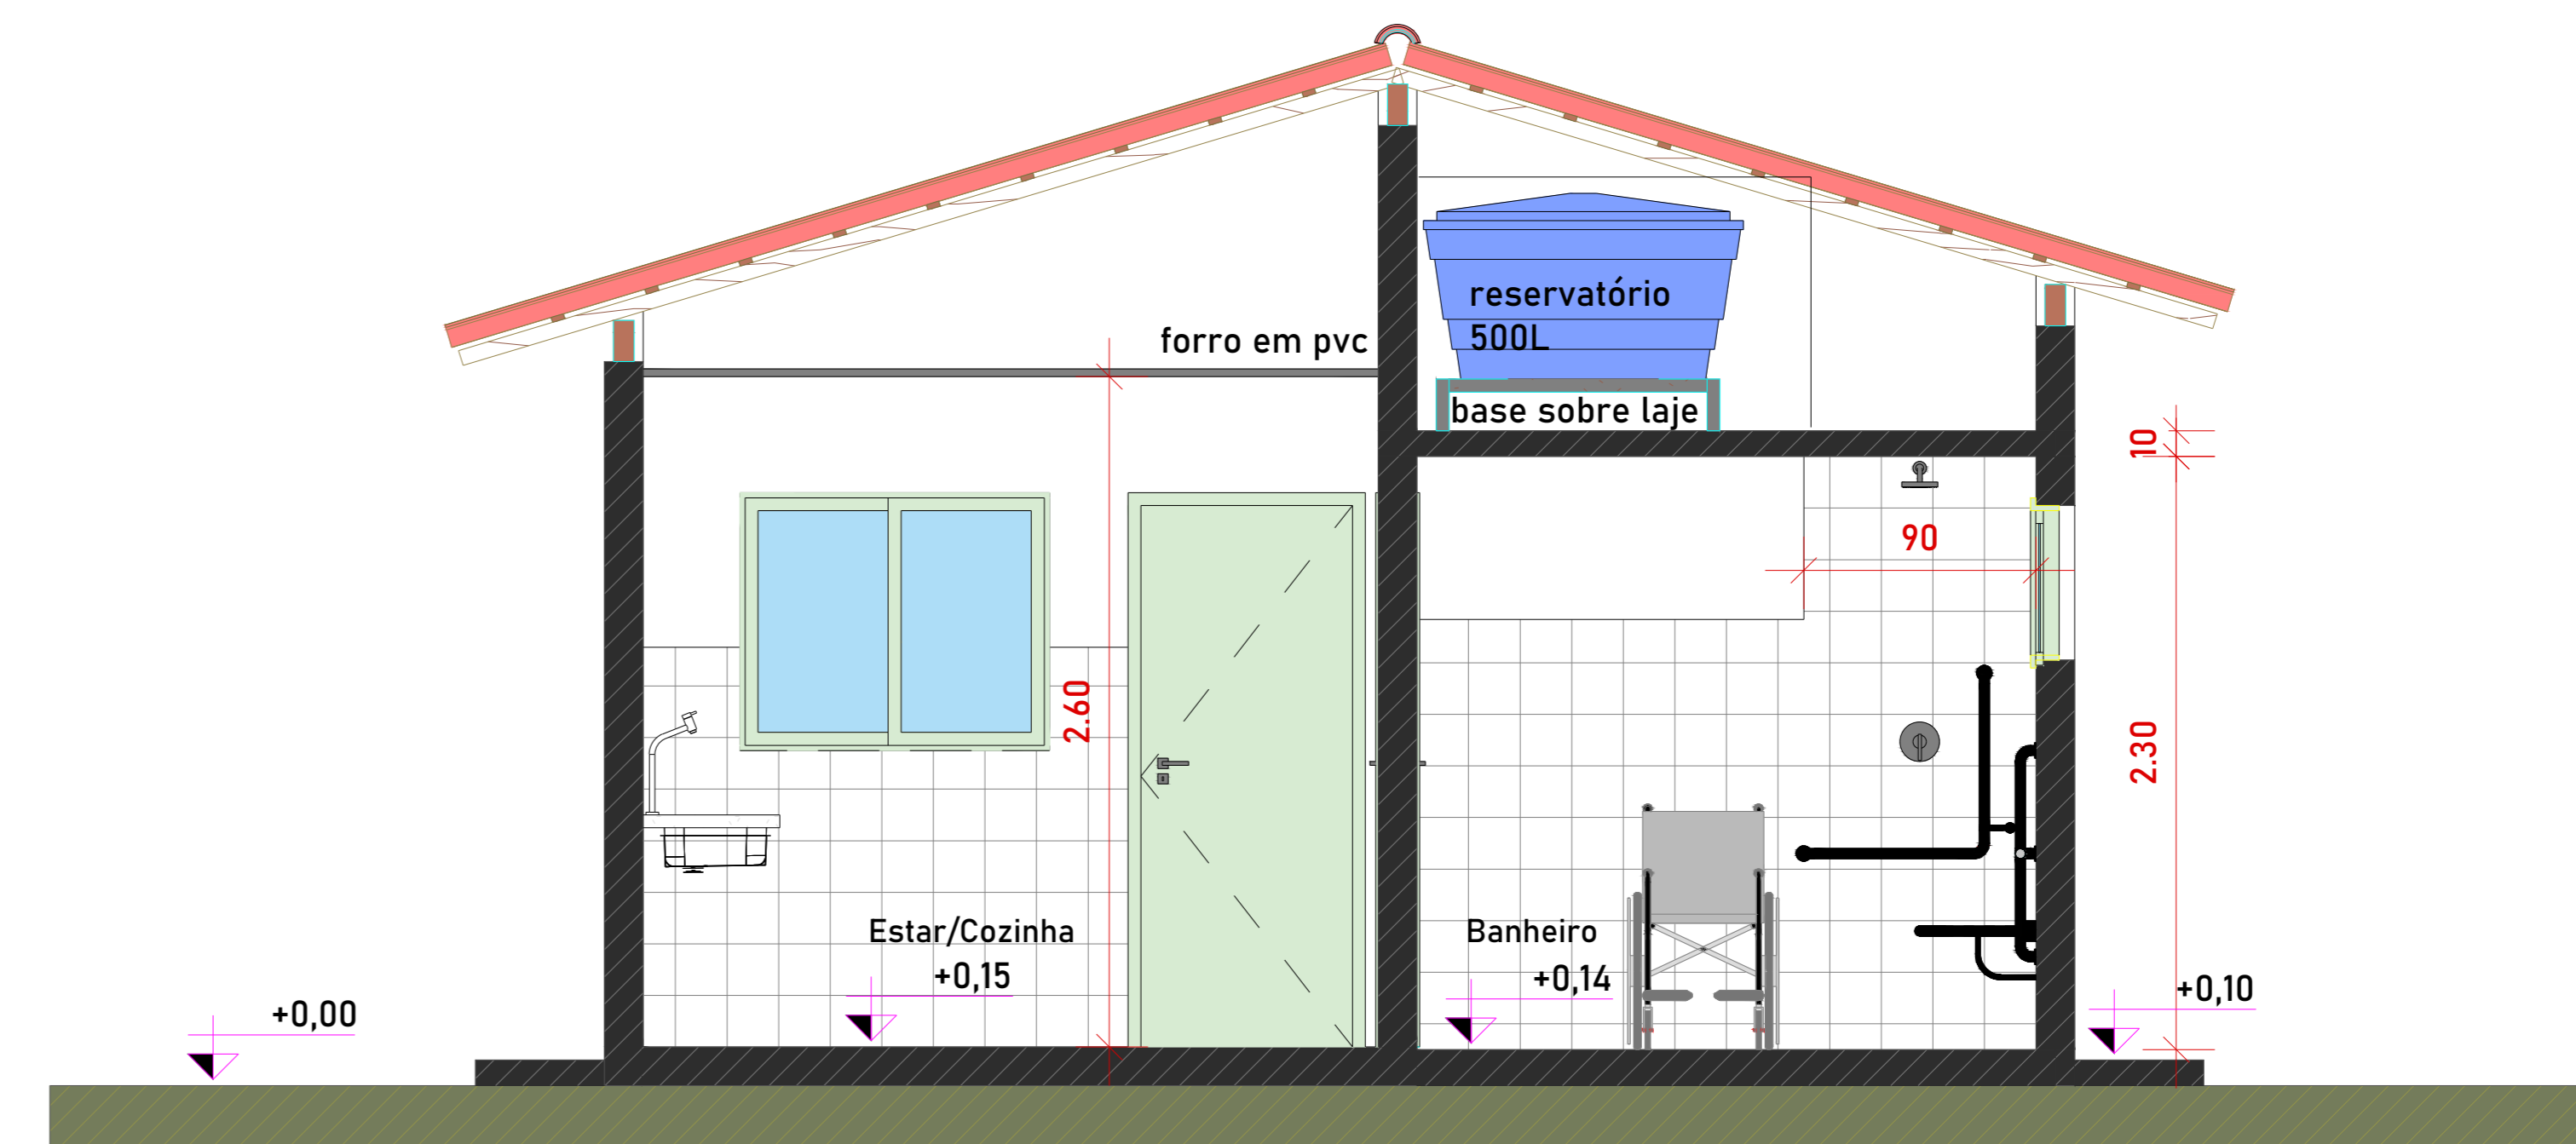 reservatório
500L
forro em pvc
base sobre laje
10
90
2.60
2.30
Estar/Cozinha
+0,15
Banheiro
+0,14
+0,00
+0,10